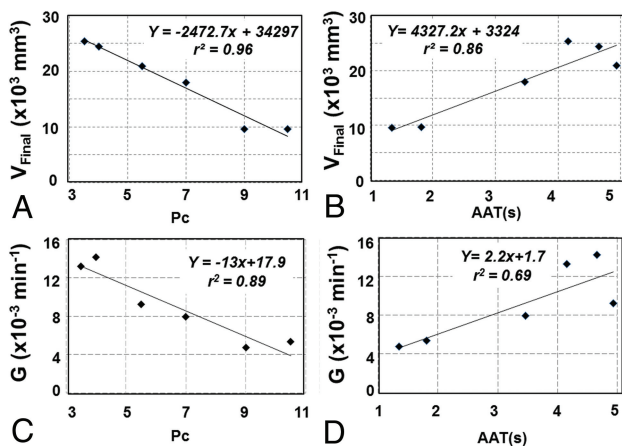 A
V_Final (x10³ mm³)
30
20
10
0
Y = -2472.7x + 34297
r² = 0.96
3 5 7 9 11
Pc
B
V_Final (x10³ mm³)
30
20
10
0
Y= 4327.2x + 3324
r² = 0.86
1 2 3 4 5
AAT(s)
C
G (x10⁻³ min⁻¹)
16
12
8
4
0
Y = -13x+17.9
r² = 0.89
3 5 7 9 11
Pc
D
G (x10⁻³ min⁻¹)
16
12
8
4
0
Y= 2.2x+1.7
r² = 0.69
1 2 3 4 5
AAT(s)